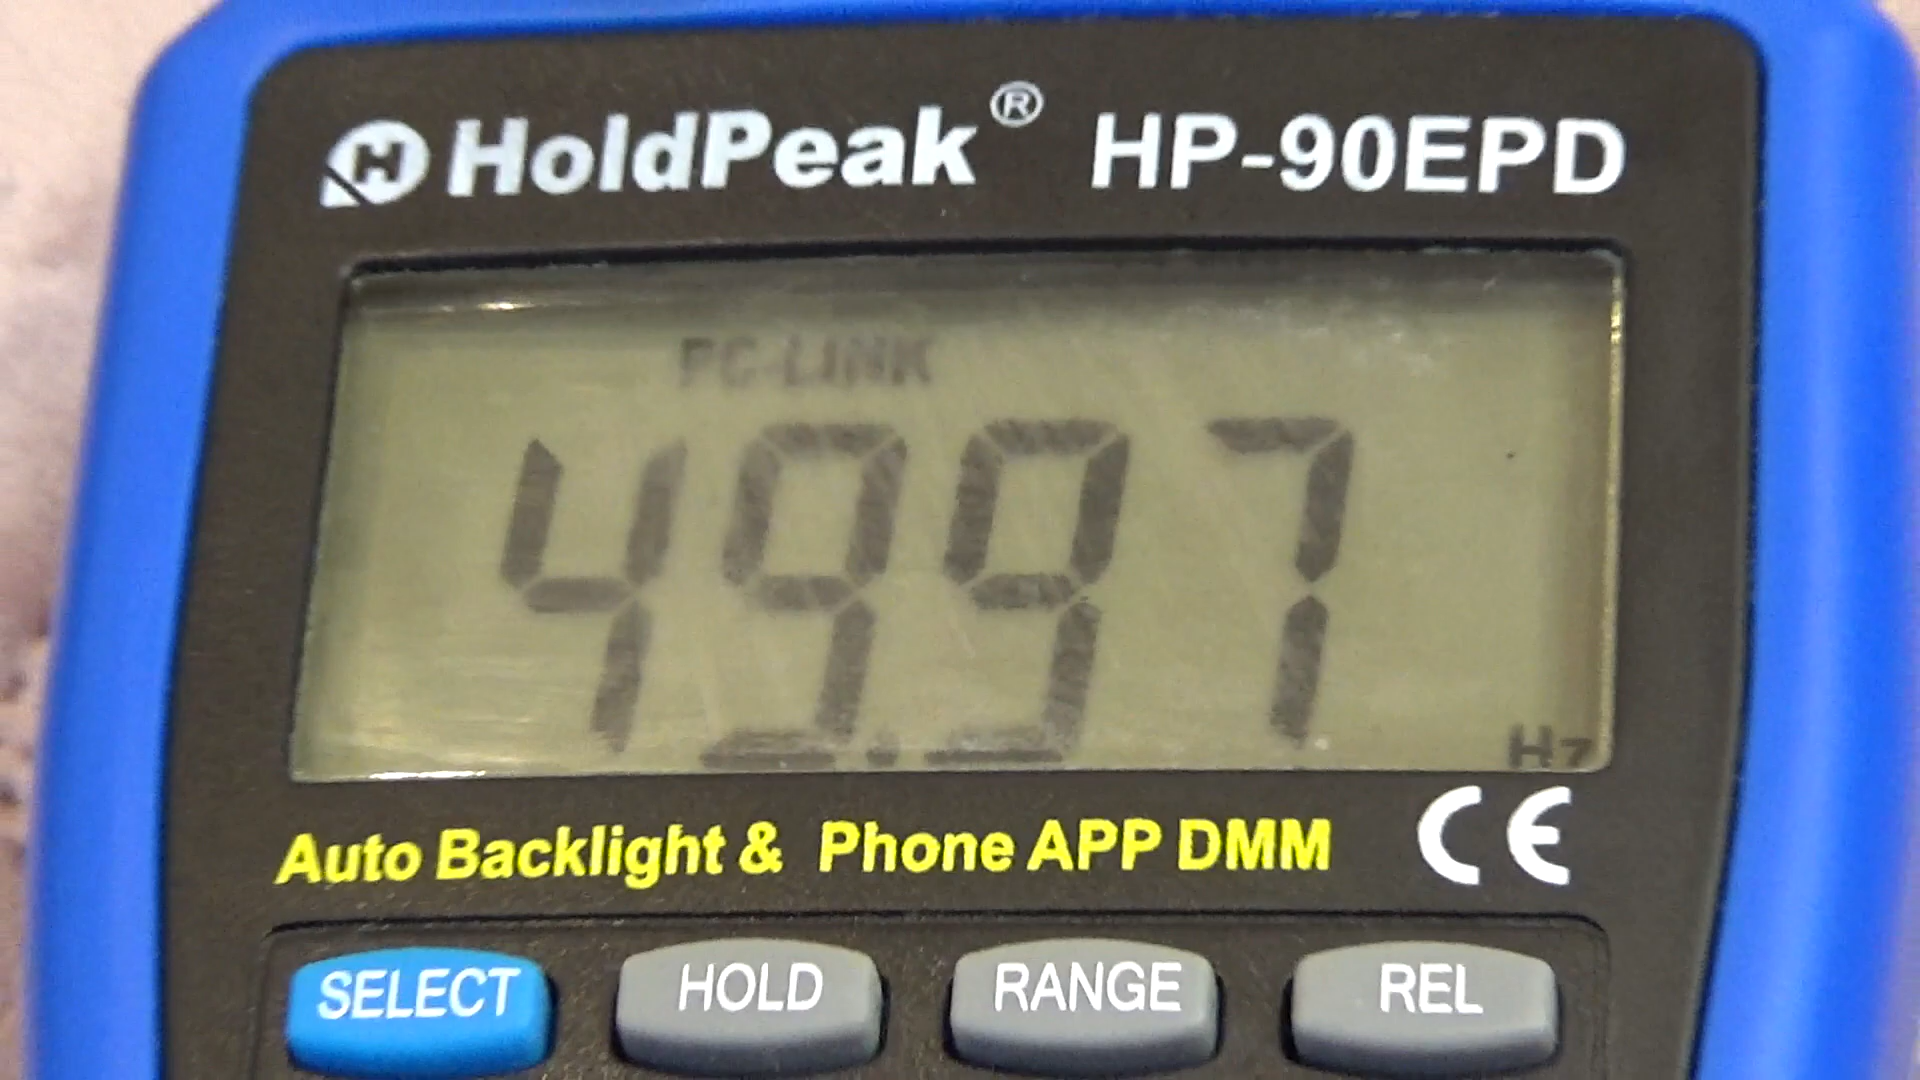 HoldPeak® HP-90EPD
PC-LINK
49.97
Hz
Auto Backlight & Phone APP DMM CE
SELECT HOLD RANGE REL